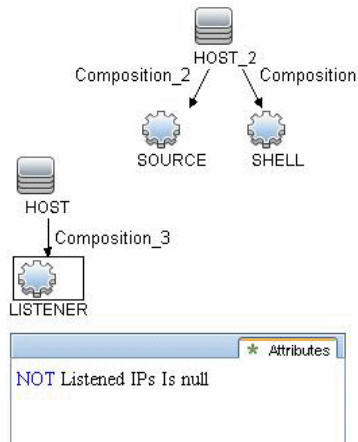 HOST_2
Composition_2 Composition
SOURCE SHELL
HOST
Composition_3
LISTENER
* Attributes
NOT Listened IPs Is null